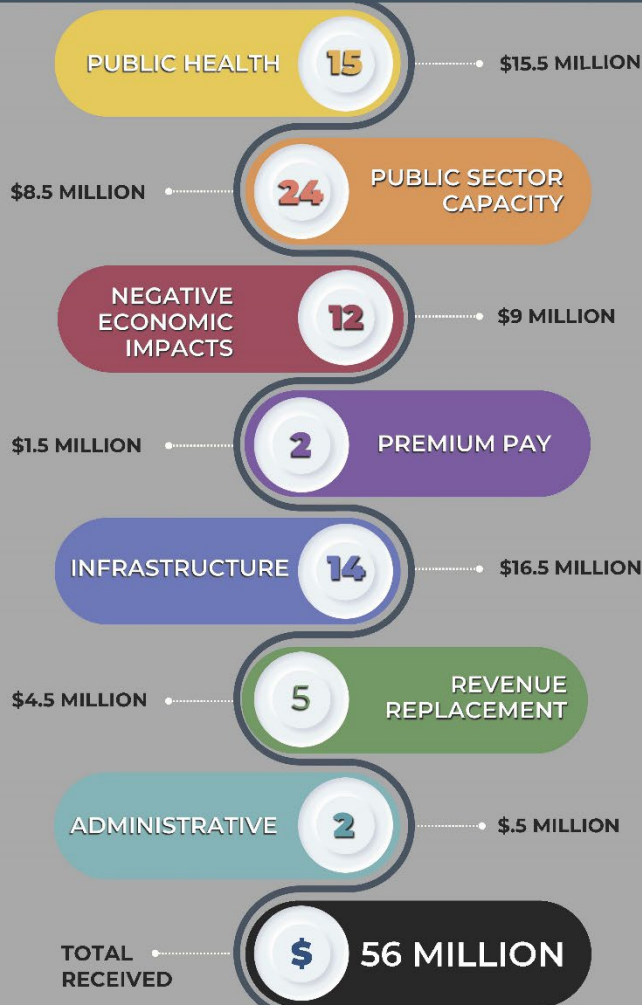 PUBLIC HEALTH 15 $15.5 MILLION
$8.5 MILLION 24 PUBLIC SECTOR
CAPACITY
NEGATIVE
ECONOMIC
IMPACTS
12 $9 MILLION
$1.5 MILLION 2 PREMIUM PAY
INFRASTRUCTURE 14 $16.5 MILLION
$4.5 MILLION 5 REVENUE
REPLACEMENT
ADMINISTRATIVE 2 $.5 MILLION
TOTAL
RECEIVED
$ 56 MILLION